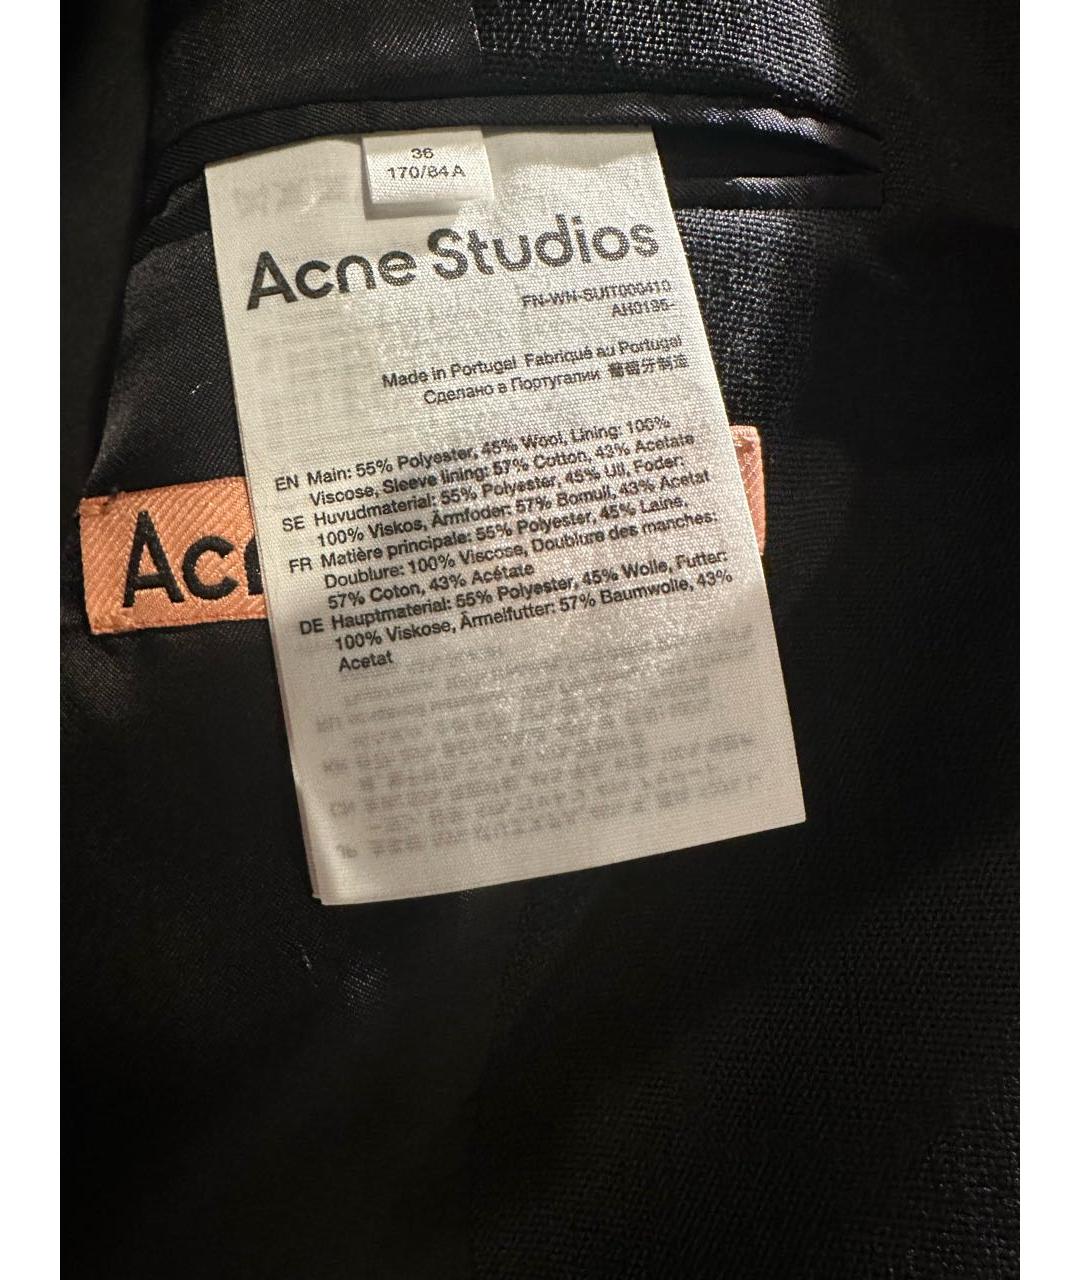 36
170/84A
Acne Studios
FN-WN-SUIT000410
AH0195-
Made in Portugal Fabriqué au Portugal
Сделано в Португалии 葡萄牙制造
EN Main: 55% Polyester, 45% Wool, Lining: 100%
Viscose, Sleeve lining: 57% Cotton, 43% Acetate
SE Huvudmaterial: 55% Polyester, 45% Ull, Foder:
100% Viskos, Ärmfoder: 57% Bomull, 43% Acetat
FR Matière principale: 55% Polyester, 45% Laine,
Doublure: 100% Viscose, Doublure des manches:
57% Coton, 43% Acétate
DE Hauptmaterial: 55% Polyester, 45% Wolle, Futter:
100% Viskose, Ärmelfutter: 57% Baumwolle, 43%
Acetat
Ac